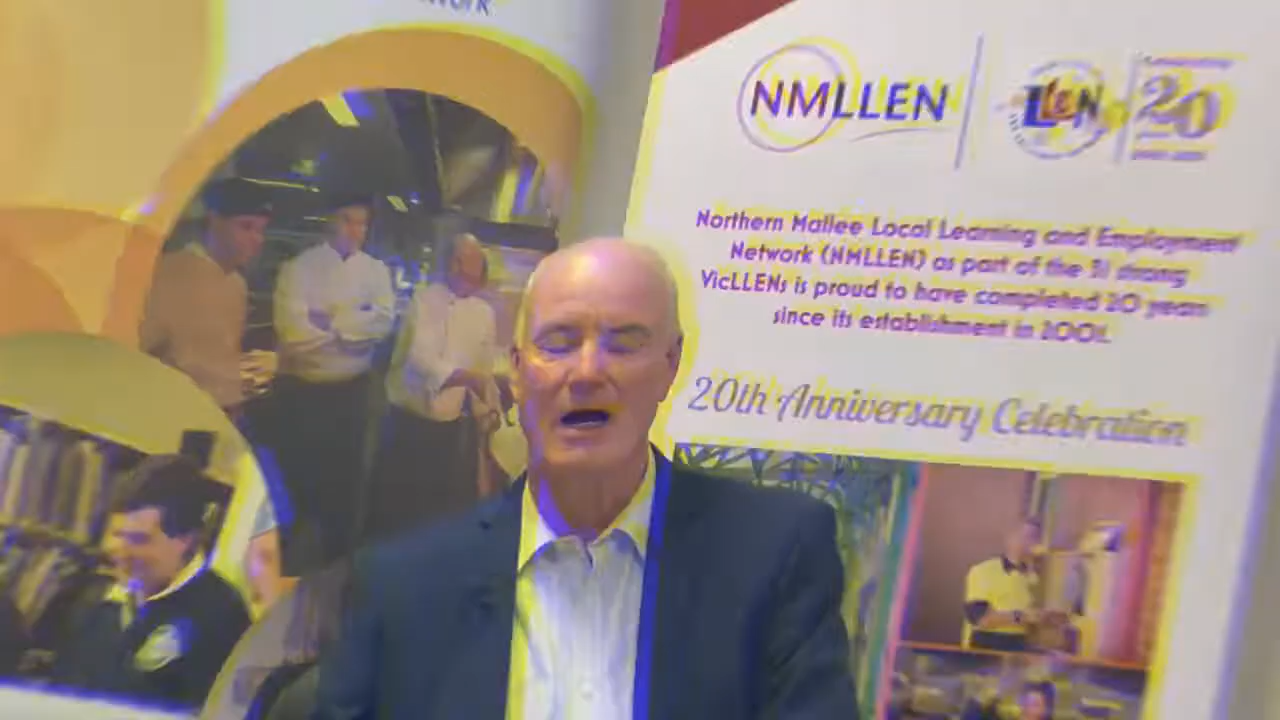 NMLLEN
LLEN
20
Northern Mallee Local Learning and Employment
Network (NMLLEN) as part of the 31 strong
VicLLENs is proud to have completed 20 years
since its establishment in 2001.
20th Anniversary Celebration